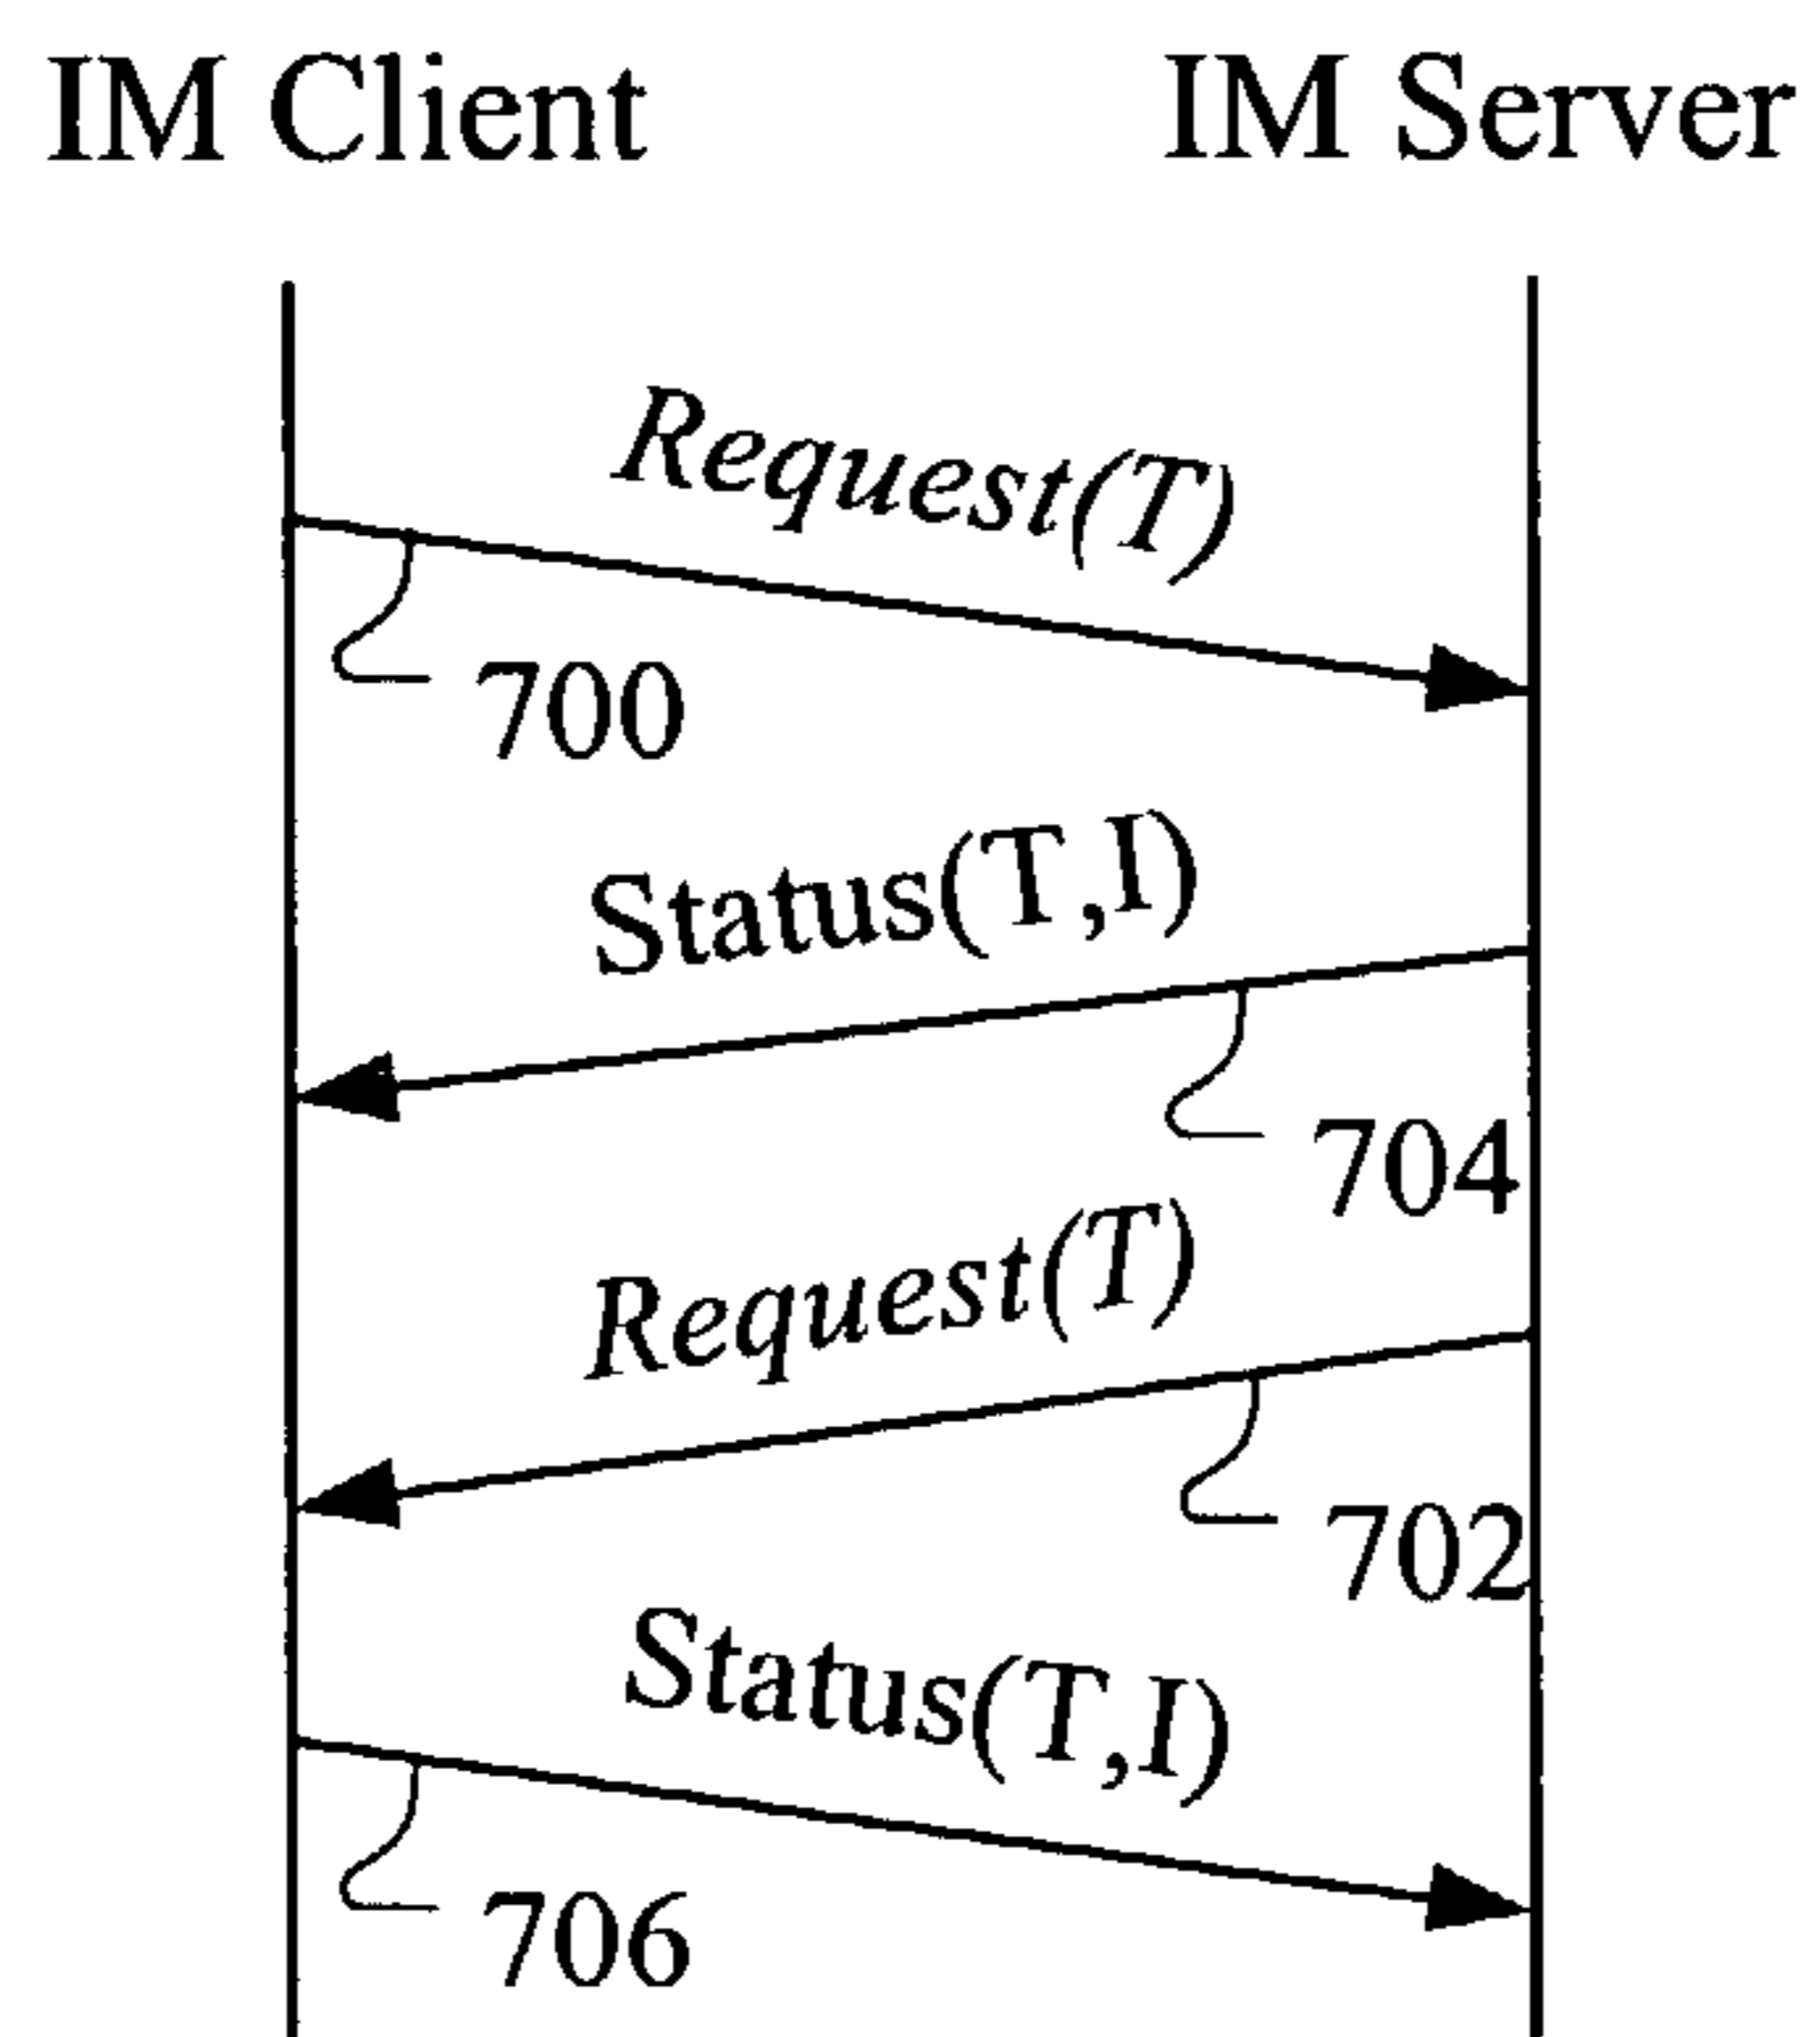 IM Client IM Server
Request(T)
700
Status(T,I)
704
Request(T)
702
Status(T,I)
706